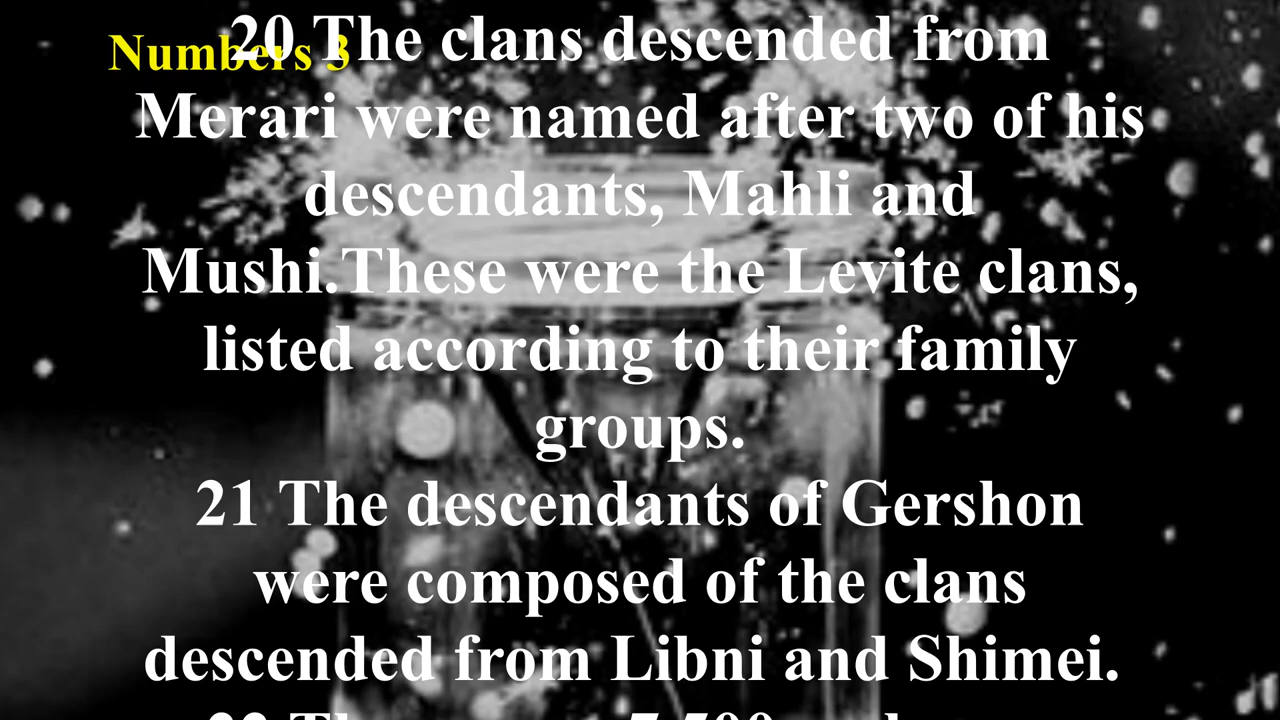 Numbers 3
20 The clans descended from
Merari were named after two of his
descendants, Mahli and
Mushi.These were the Levite clans,
listed according to their family
groups.
21 The descendants of Gershon
were composed of the clans
descended from Libni and Shimei.